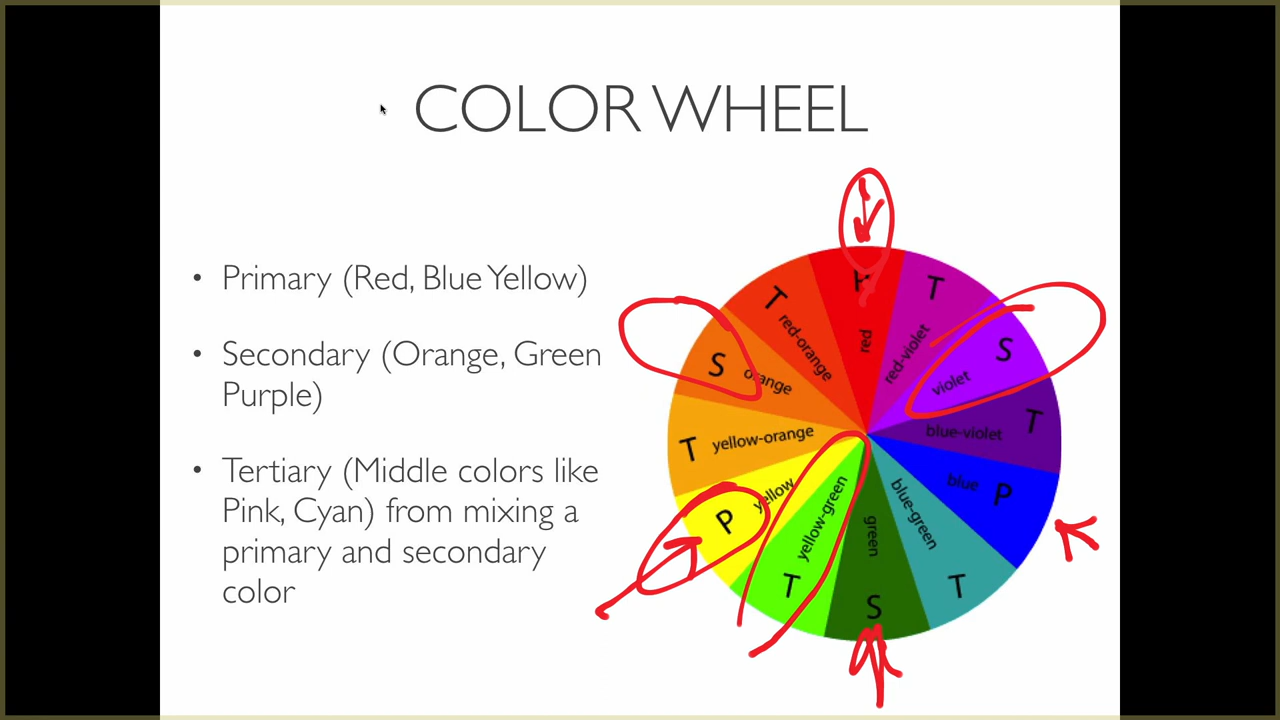 COLOR WHEEL
• Primary (Red, Blue Yellow)
• Secondary (Orange, Green
Purple)
• Tertiary (Middle colors like
Pink, Cyan) from mixing a
primary and secondary
color
P
red
T
red-violet
S
violet
T
blue-violet
P
blue
T
blue-green
S
green
T
yellow-green
P
yellow
T
yellow-orange
S
orange
T
red-orange